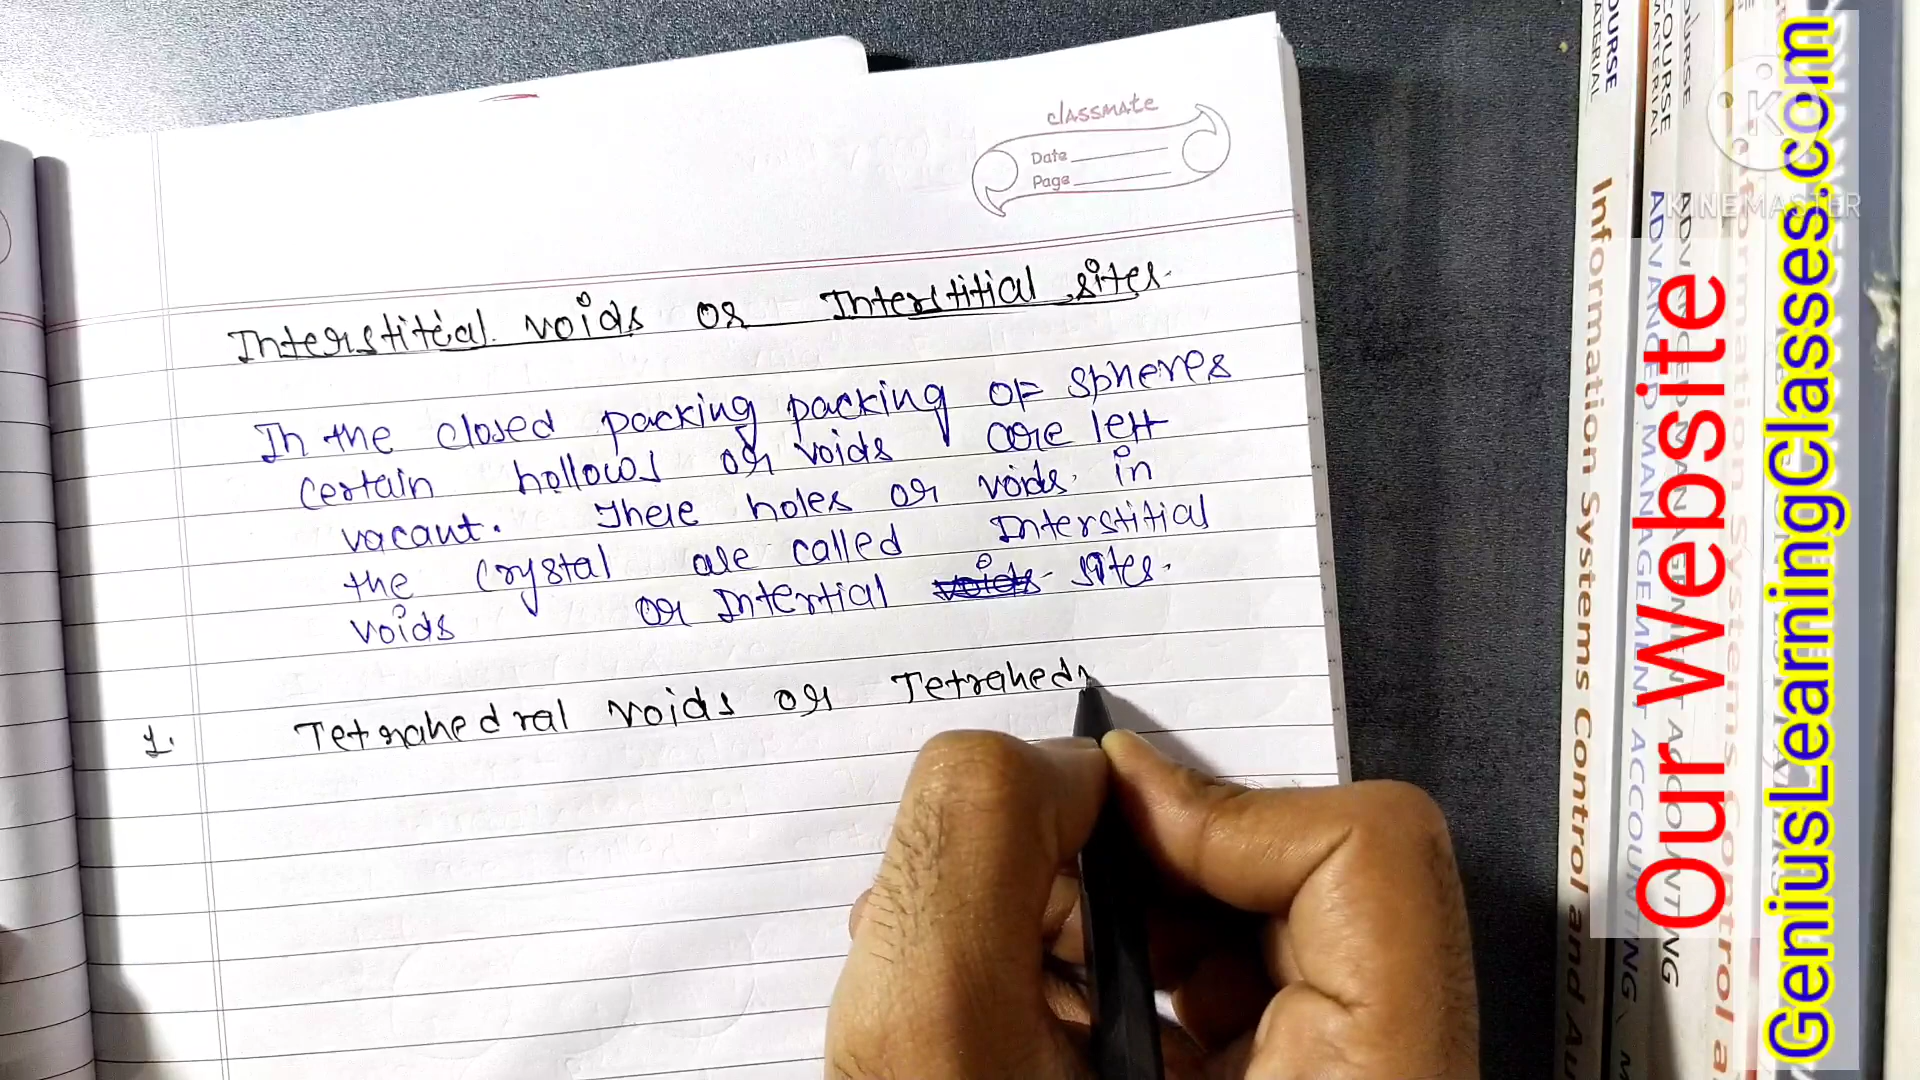 classmate
Date
Page
Interstitial voids or Interstitial sites.
In the closed packing packing of spheres
certain hollows or voids are left
vacant. These holes or voids in
the crystal are called Interstitial
voids or Intertial voids sites.
1. Tetrahedral voids or Tetrahedr
Our Website
GeniusLearningClasses.com
KINEMASTER
COURSE
MATERIAL
Information Systems Control and Au
ADVANCED MANAGEMENT ACCOUNTING